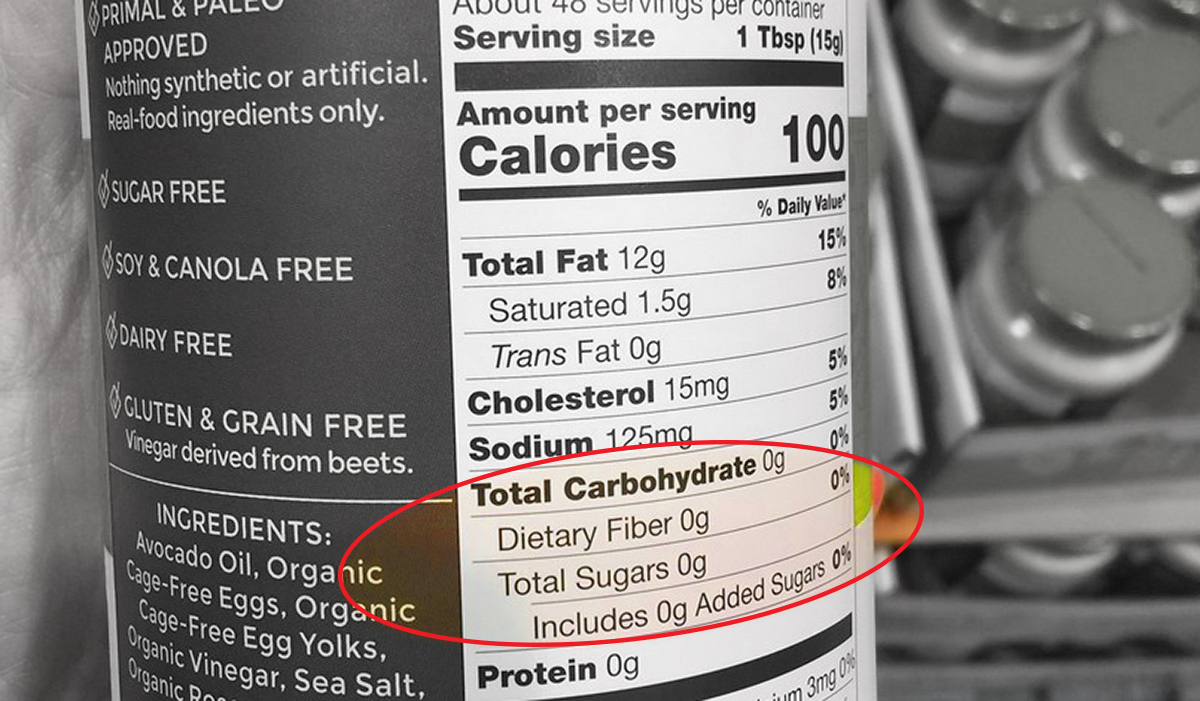 PRIMAL & PALEO
APPROVED
Nothing synthetic or artificial.
Real-food ingredients only.
SUGAR FREE
SOY & CANOLA FREE
DAIRY FREE
GLUTEN & GRAIN FREE
Vinegar derived from beets.
INGREDIENTS:
Avocado Oil, Organic
Cage-Free Eggs, Organic
Cage-Free Egg Yolks,
Organic Vinegar, Sea Salt,
Organic
About 48 servings per container
Serving size 1 Tbsp (15g)
Amount per serving
Calories 100
% Daily Value*
Total Fat 12g 15%
Saturated 1.5g 8%
Trans Fat 0g
Cholesterol 15mg 5%
Sodium 125mg 5%
Total Carbohydrate 0g 0%
Dietary Fiber 0g 0%
Total Sugars 0g
Includes 0g Added Sugars 0%
Protein 0g
3mg 0%